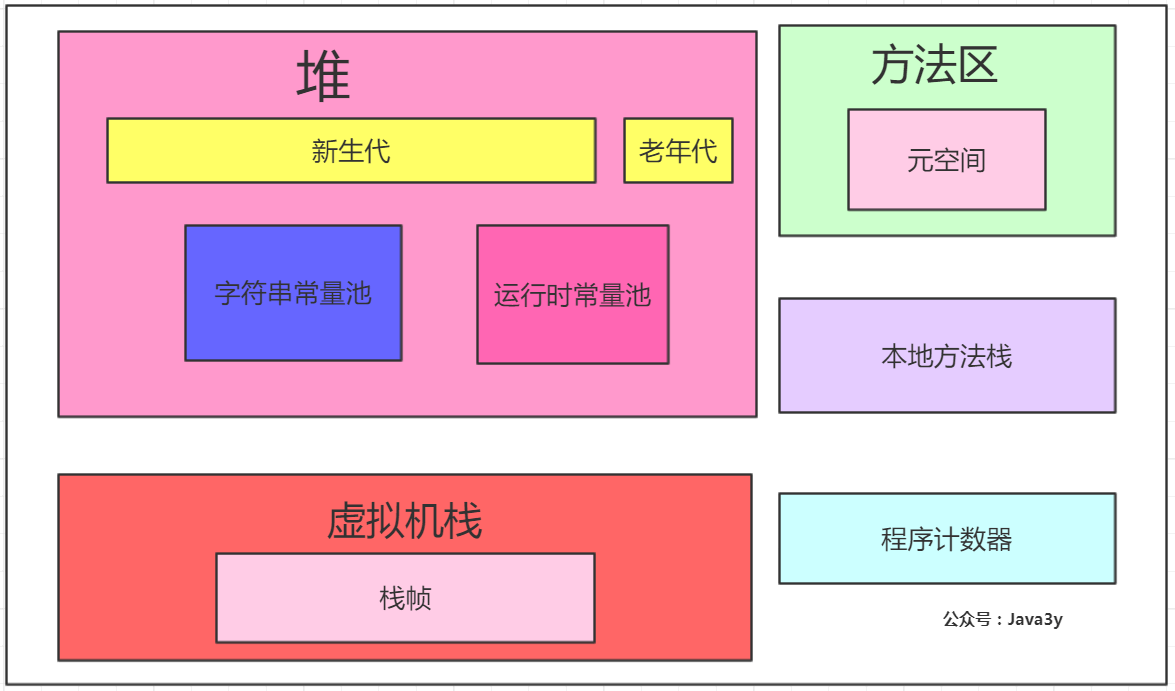 堆
新生代
老年代
字符串常量池
运行时常量池
方法区
元空间
本地方法栈
虚拟机栈
栈帧
程序计数器
公众号：Java3y